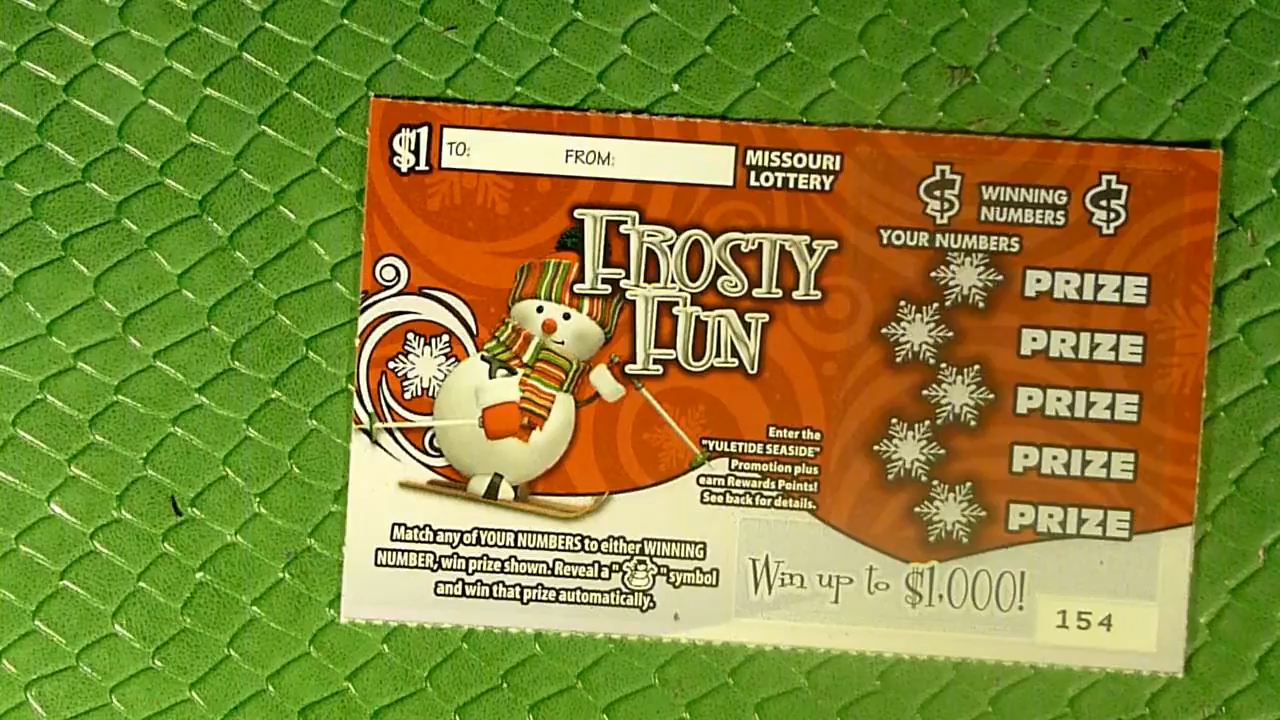 $1
TO: FROM:
MISSOURI
LOTTERY
FROSTY
FUN
$ WINNING $
NUMBERS
YOUR NUMBERS
PRIZE
PRIZE
PRIZE
PRIZE
PRIZE
Enter the
"YULETIDE SEASIDE"
Promotion plus
earn Rewards Points!
See back for details.
Match any of YOUR NUMBERS to either WINNING
NUMBER, win prize shown. Reveal a " " symbol
and win that prize automatically.
Win up to $1,000!
154